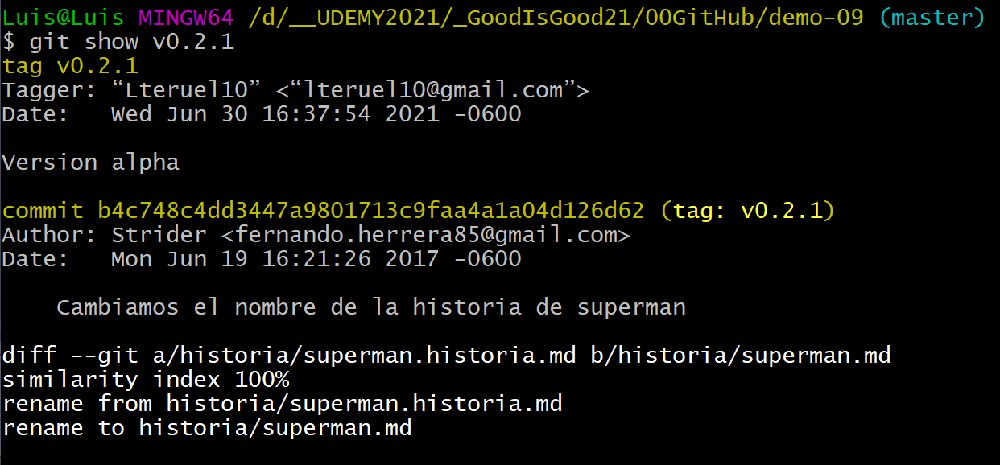 Luis@Luis MINGW64 /d/__UDEMY2021/_GoodIsGood21/00GitHub/demo-09 (master)
$ git show v0.2.1
tag v0.2.1
Tagger: “Lteruel10” <“lteruel10@gmail.com”>
Date:   Wed Jun 30 16:37:54 2021 -0600
Version alpha
commit b4c748c4dd3447a9801713c9faa4a1a04d126d62 (tag: v0.2.1)
Author: Strider <fernando.herrera85@gmail.com>
Date:   Mon Jun 19 16:21:26 2017 -0600
    Cambiamos el nombre de la historia de superman
diff --git a/historia/superman.historia.md b/historia/superman.md
similarity index 100%
rename from historia/superman.historia.md
rename to historia/superman.md